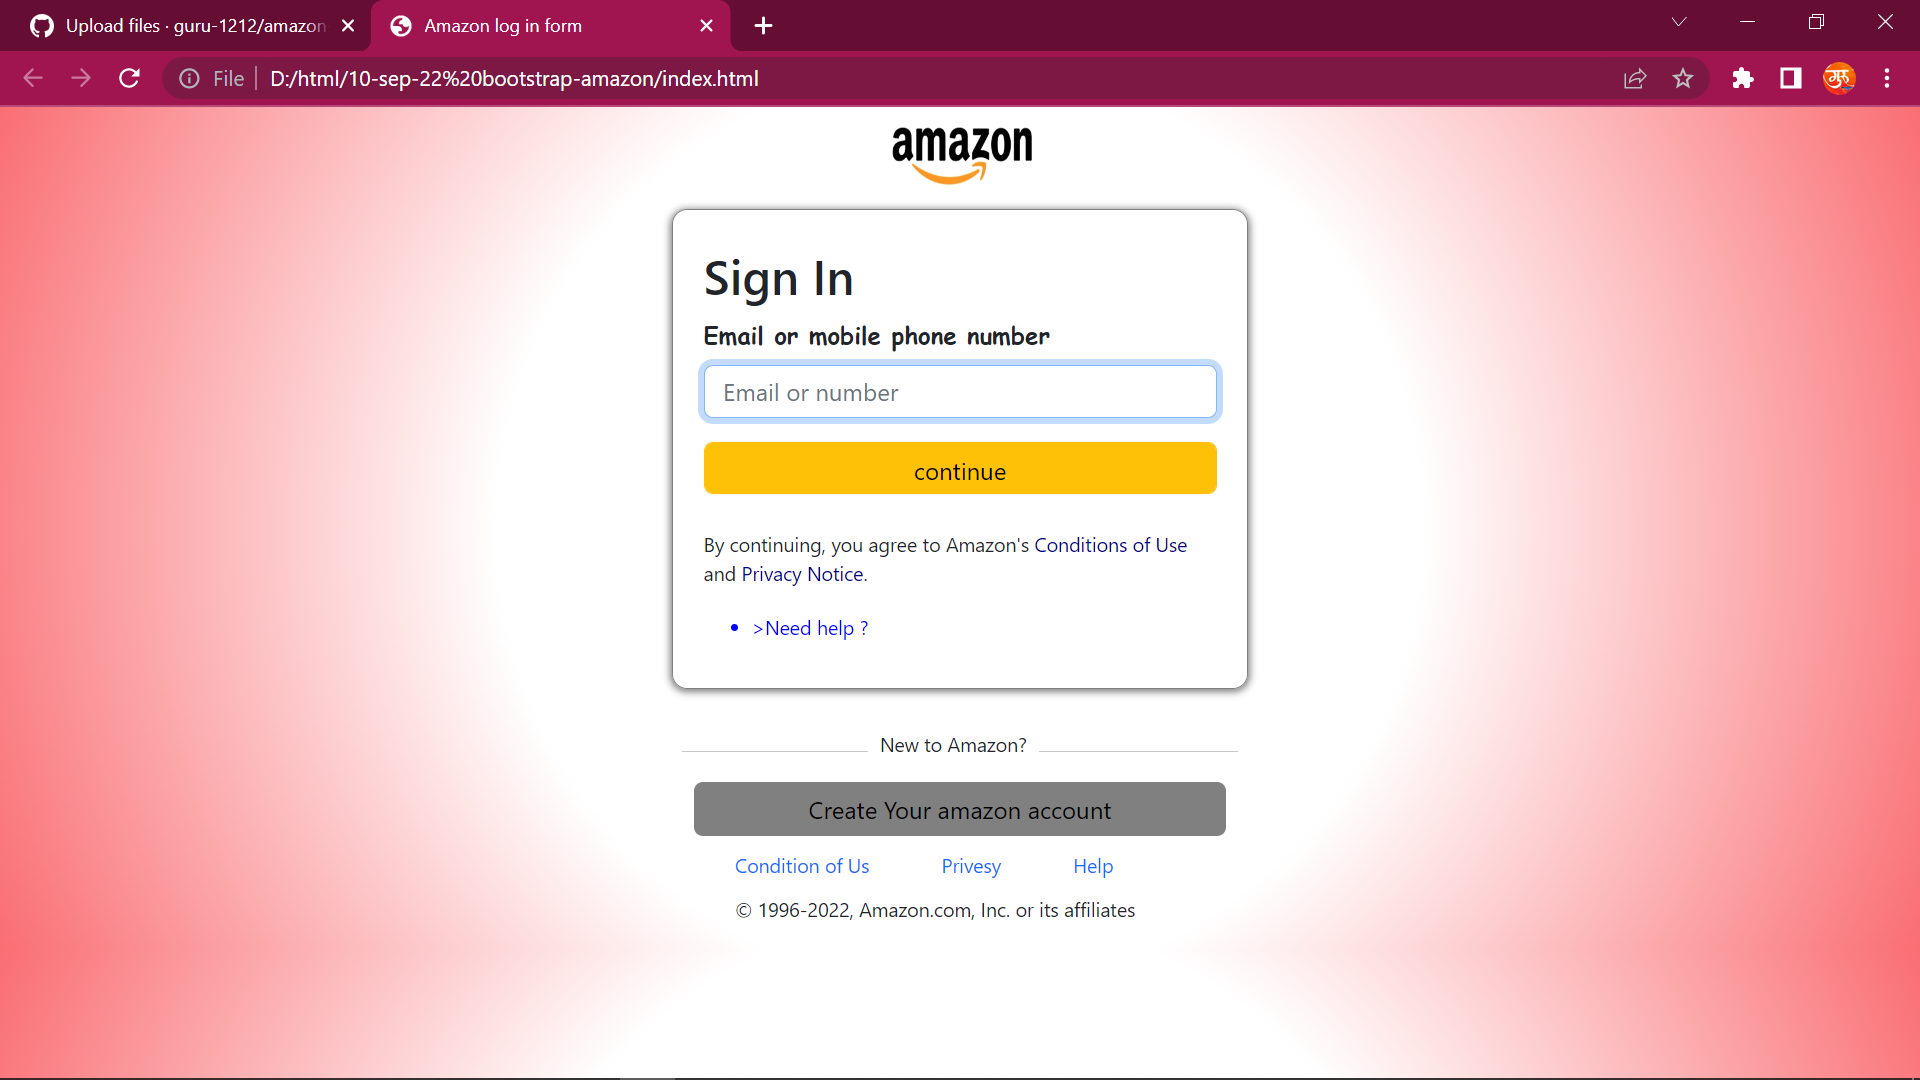 Upload files · guru-1212/amazon
Amazon log in form
File
D:/html/10-sep-22%20bootstrap-amazon/index.html
गुरू
amazon
Sign In
Email or mobile phone number
Email or number
continue
By continuing, you agree to Amazon's Conditions of Use
and Privacy Notice.
>Need help ?
New to Amazon?
Create Your amazon account
Condition of Us
Privesy
Help
© 1996-2022, Amazon.com, Inc. or its affiliates